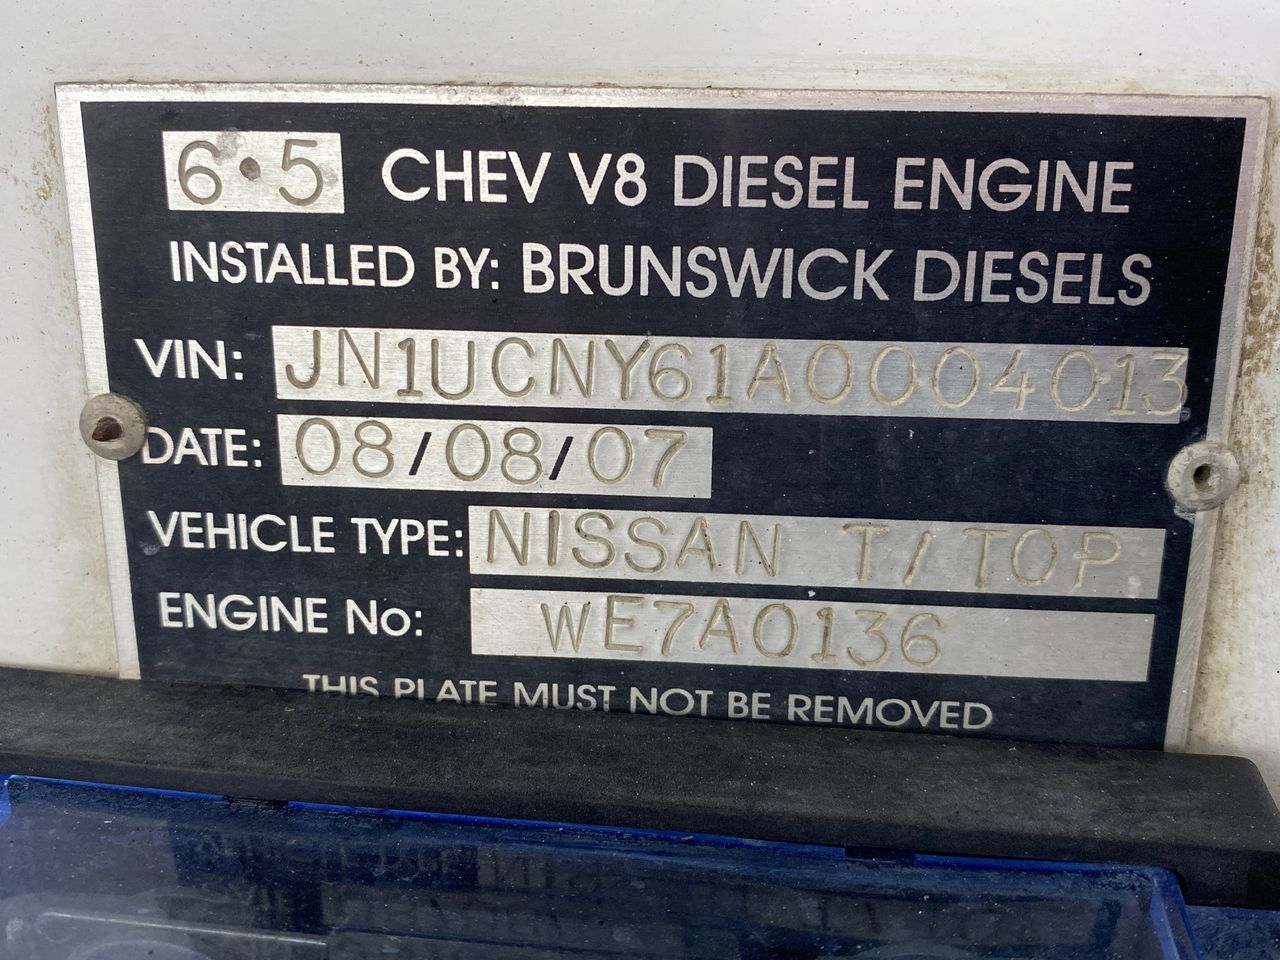 6.5 CHEV V8 DIESEL ENGINE
INSTALLED BY: BRUNSWICK DIESELS
VIN: JN1UCNY61A0004013
DATE: 08/08/07
VEHICLE TYPE: NISSAN T/TOP
ENGINE No: WE7A0136
THIS PLATE MUST NOT BE REMOVED